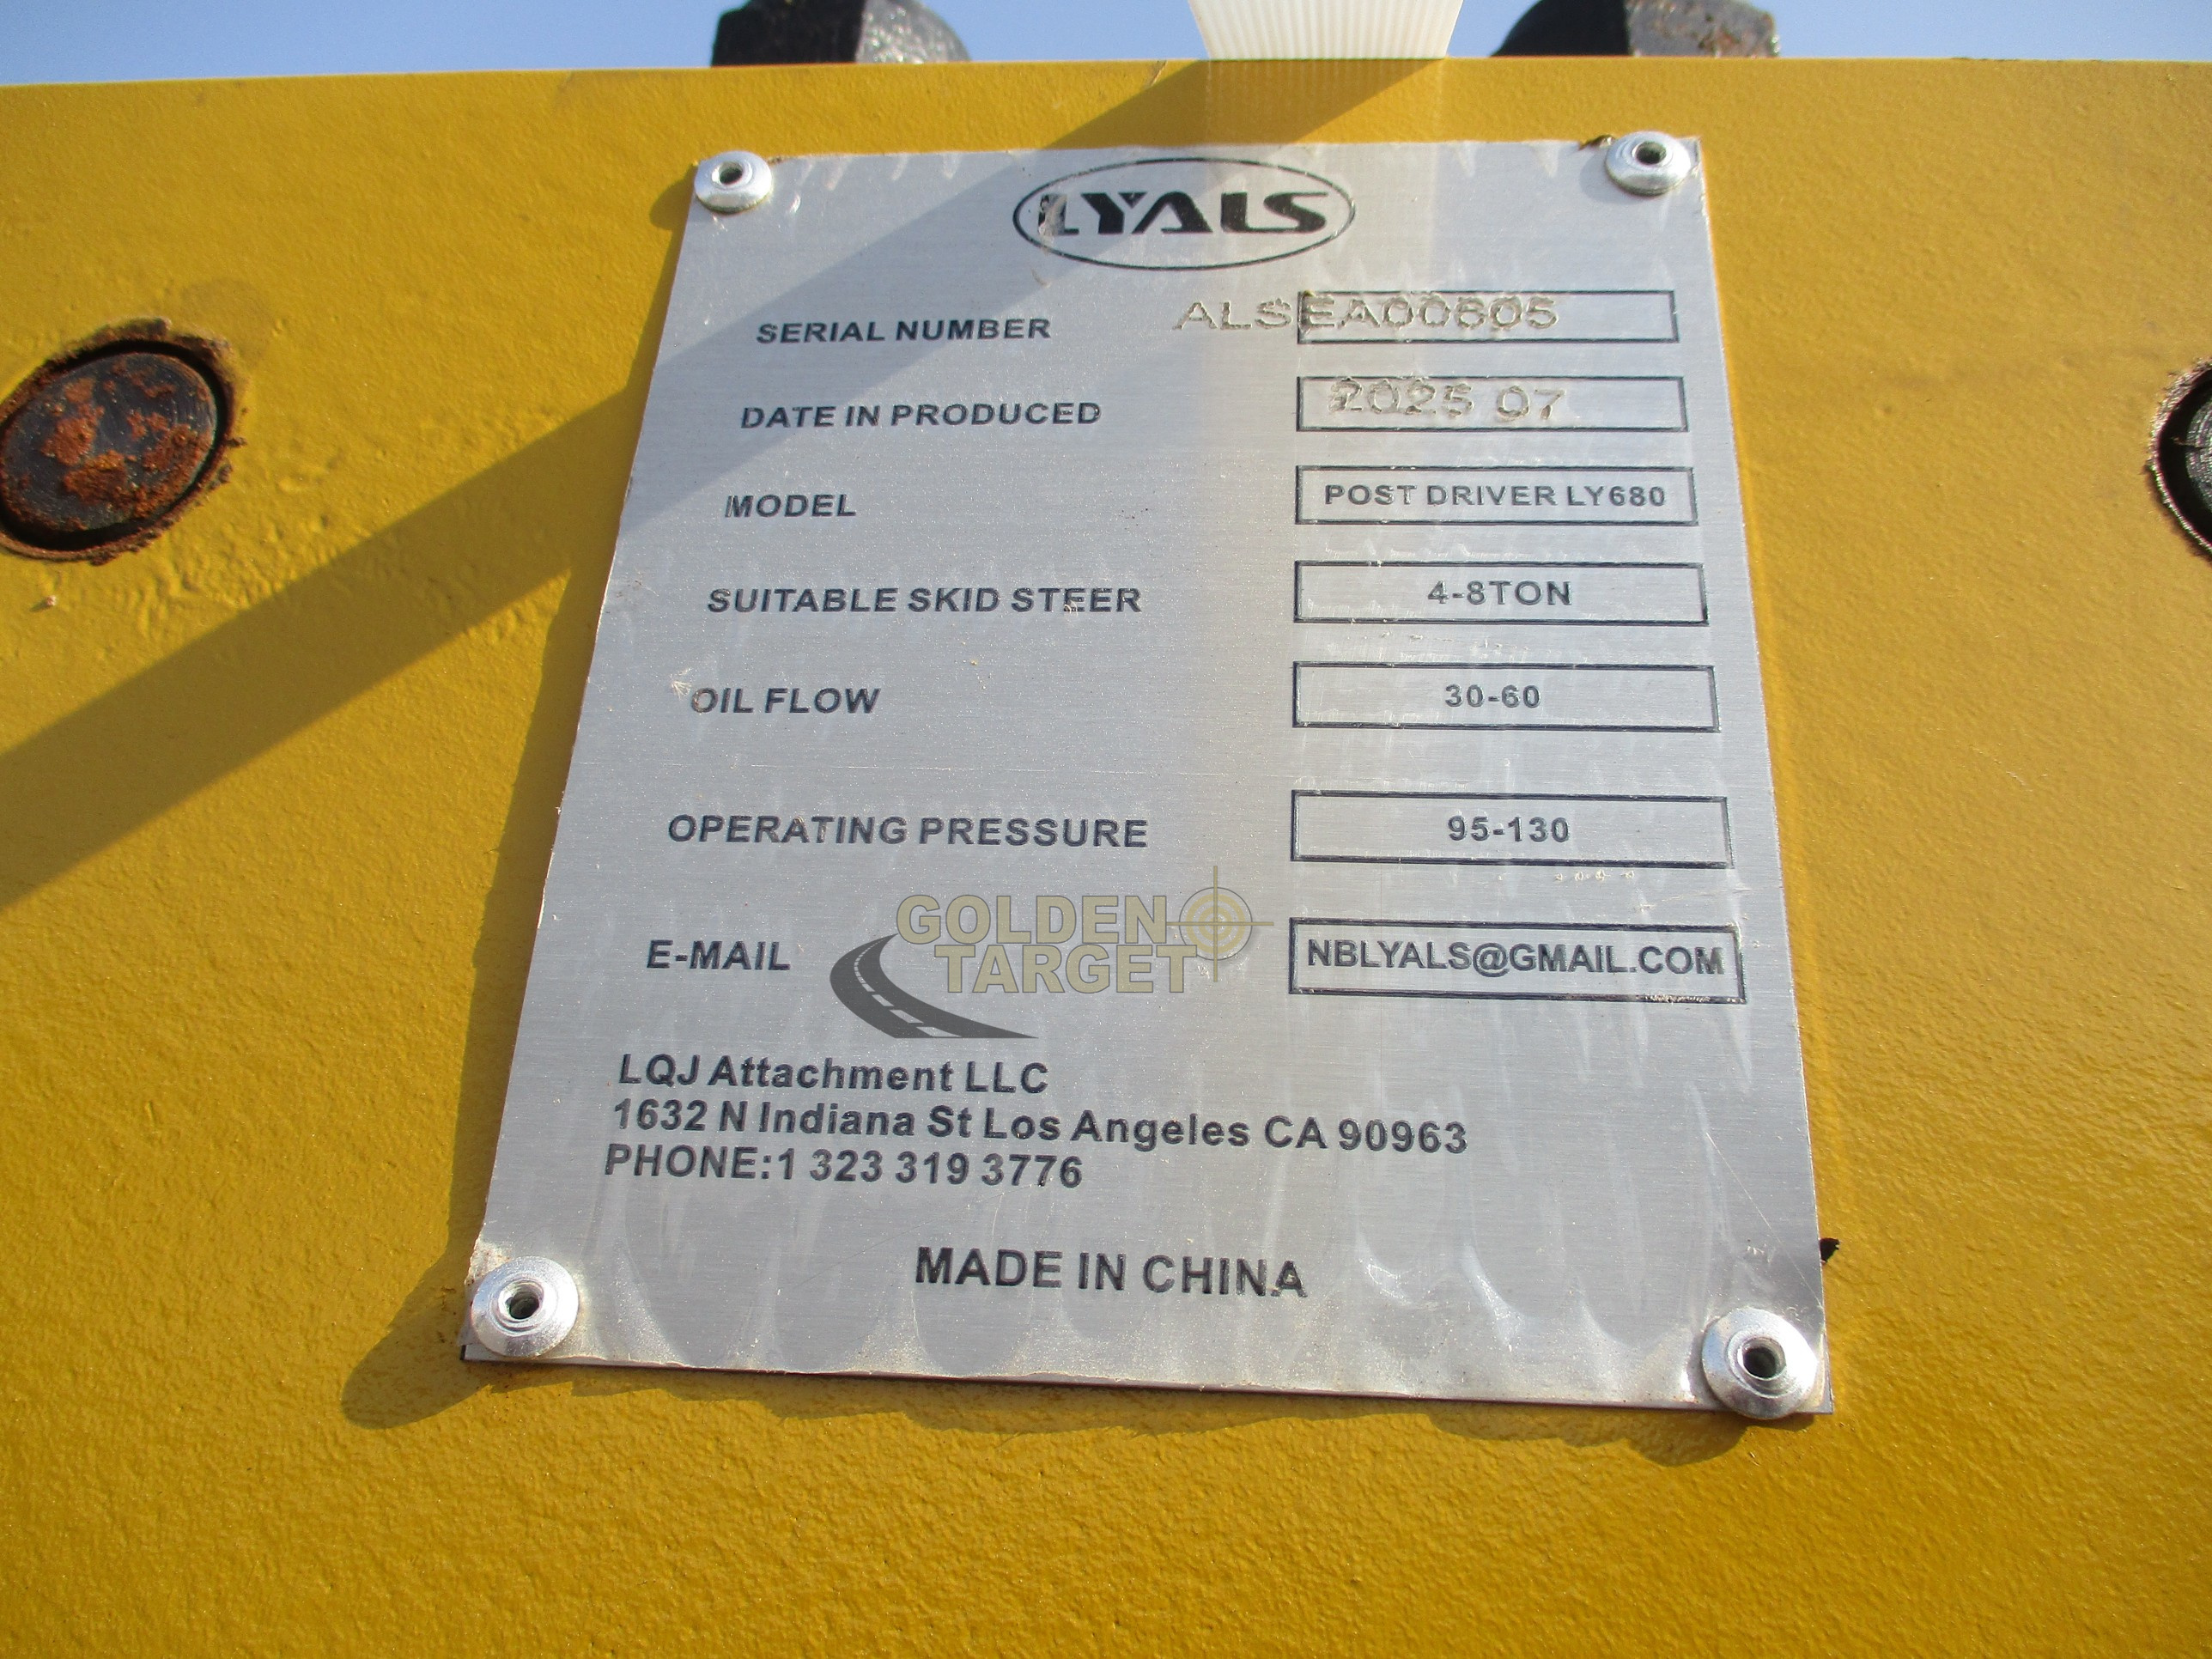 LYALS
SERIAL NUMBER ALSEA00605
DATE IN PRODUCED 2025 07
MODEL POST DRIVER LY680
SUITABLE SKID STEER 4-8TON
OIL FLOW 30-60
OPERATING PRESSURE 95-130
GOLDEN
TARGET
E-MAIL NBLYALS@GMAIL.COM
LQJ Attachment LLC
1632 N Indiana St Los Angeles CA 90963
PHONE:1 323 319 3776
MADE IN CHINA